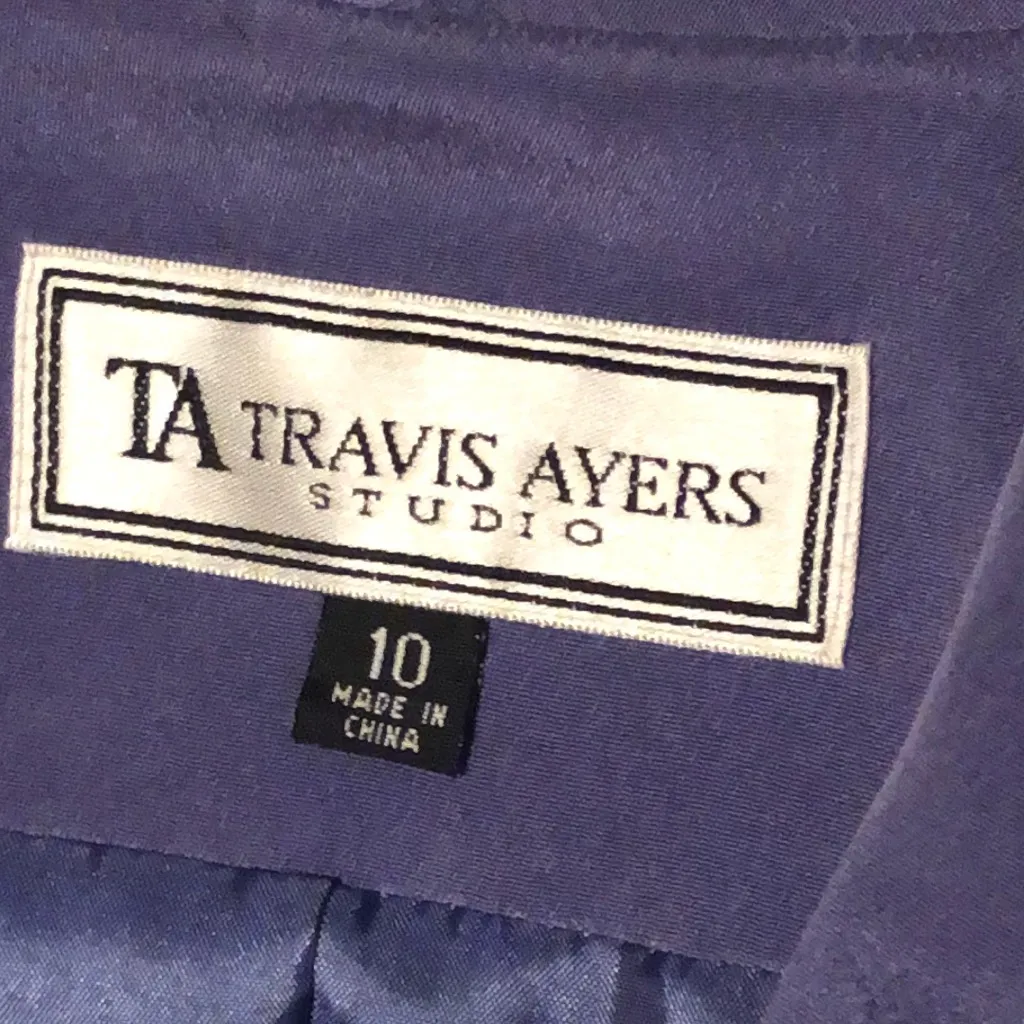 TA TRAVIS AYERS
STUDIO
10
MADE IN
CHINA